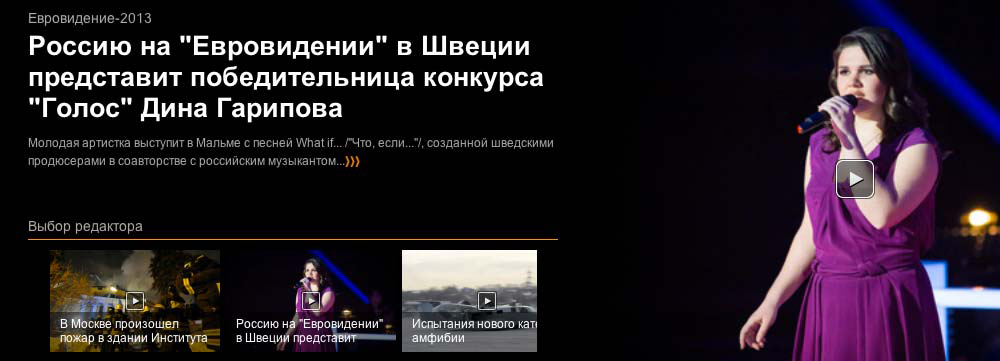 Евровидение-2013
Россию на "Евровидении" в Швеции
представит победительница конкурса
"Голос" Дина Гарипова
Молодая артистка выступит в Мальме с песней What if... /"Что, если..."/, созданной шведскими
продюсерами в соавторстве с российским музыкантом...⟩⟩⟩
Выбор редактора
В Москве произошел
пожар в здании Института
Россию на "Евровидении"
в Швеции представит
Испытания нового кате
амфибии